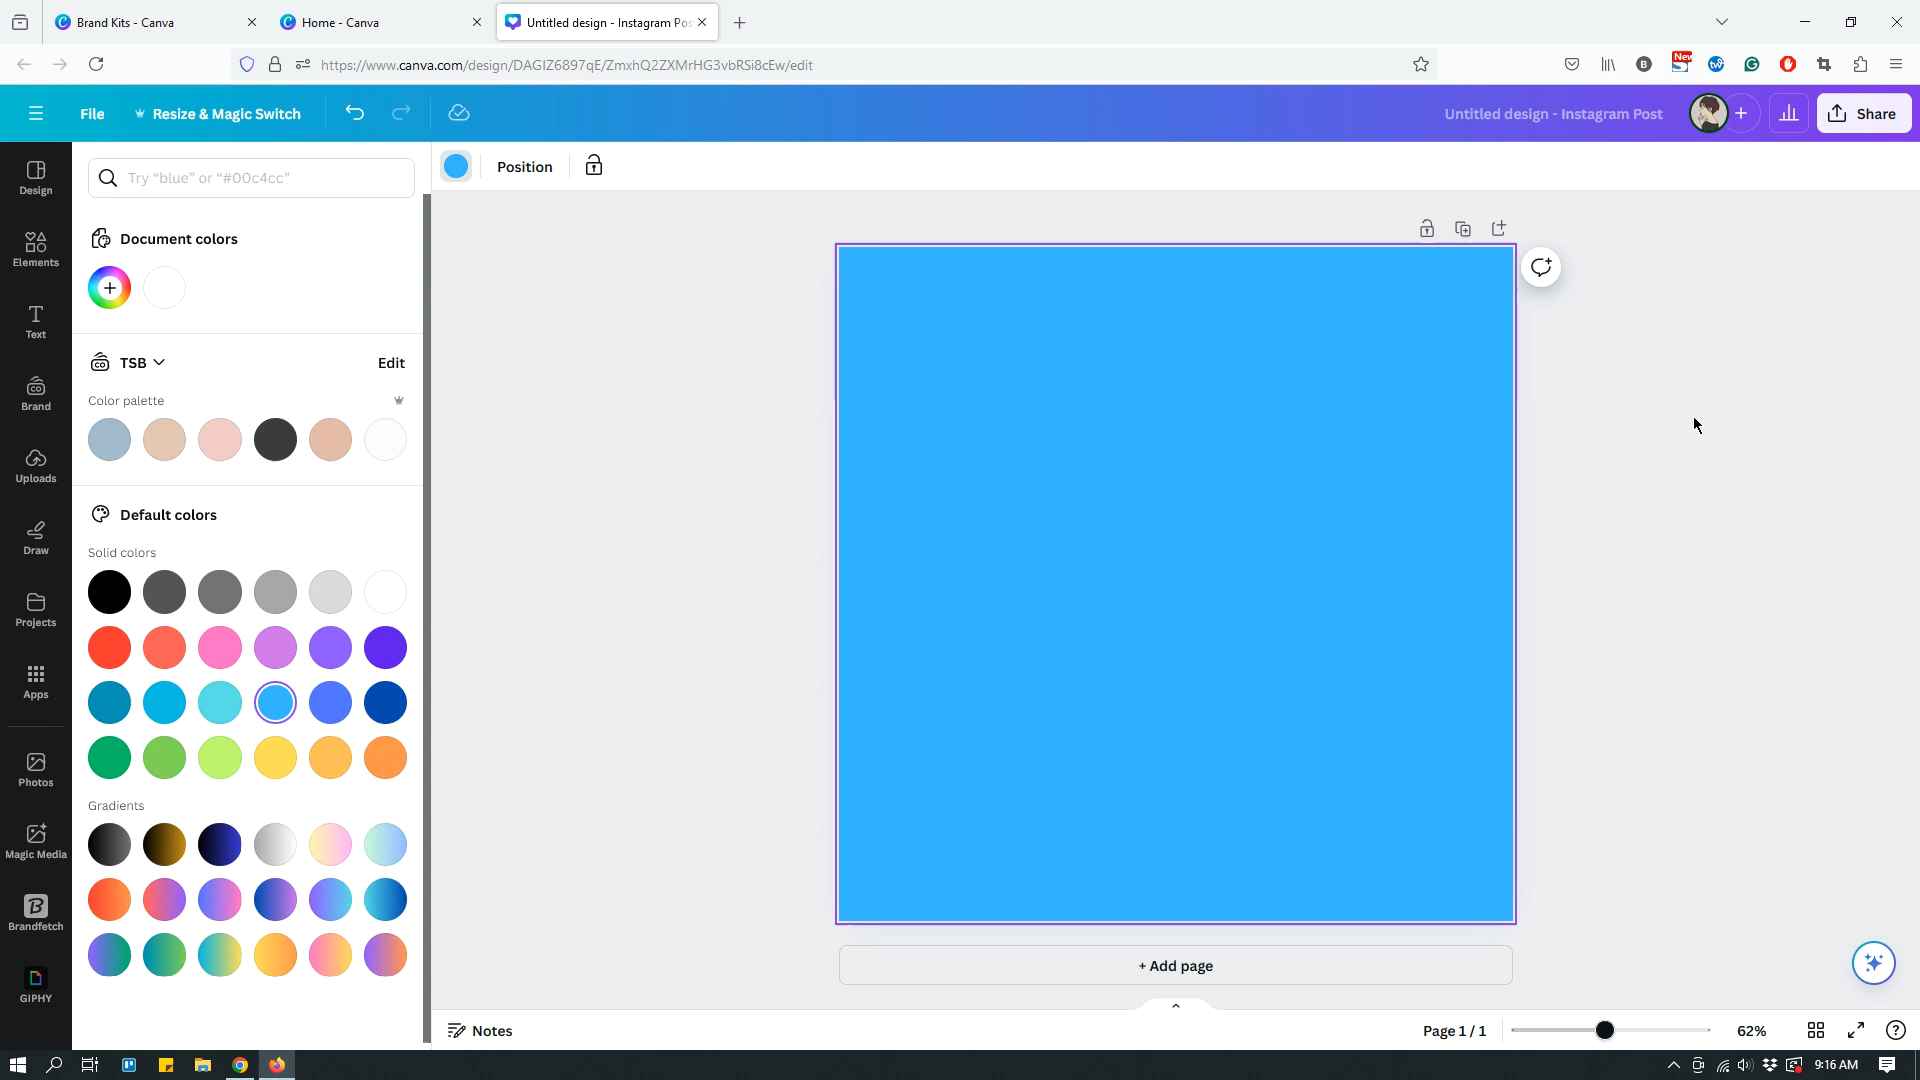 Brand Kits - Canva
Home - Canva
Untitled design - Instagram Pos
https://www.canva.com/design/DAGIZ6897qE/ZmxhQ2ZXMrHG3vbRSi8cEw/edit
New
File
Resize & Magic Switch
Untitled design - Instagram Post
Share
Design
Elements
Text
Brand
Uploads
Draw
Projects
Apps
Photos
Magic Media
Brandfetch
GIPHY
Try “blue” or “#00c4cc”
Document colors
TSB
Edit
Color palette
Default colors
Solid colors
Gradients
Position
+ Add page
Notes
Page 1 / 1
62%
9:16 AM